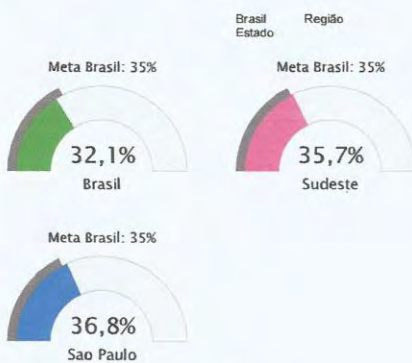 Brasil Região
Estado
Meta Brasil: 35%
32,1%
Brasil
Meta Brasil: 35%
35,7%
Sudeste
Meta Brasil: 35%
36,8%
Sao Paulo